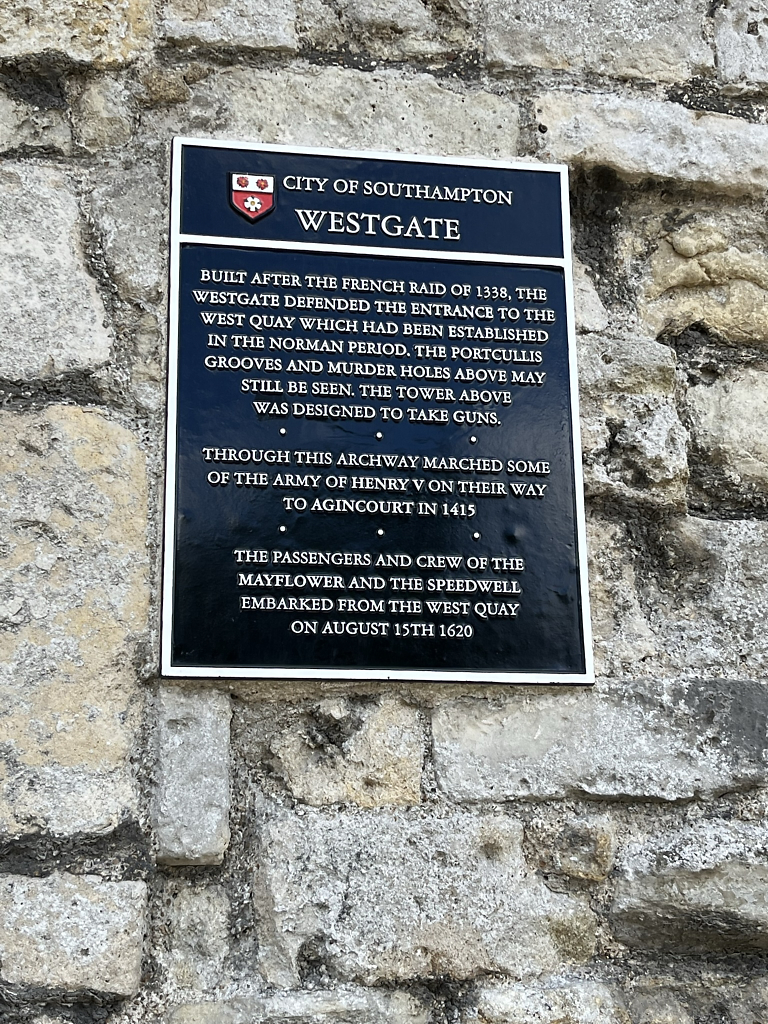 CITY OF SOUTHAMPTON
WESTGATE
BUILT AFTER THE FRENCH RAID OF 1338, THE
WESTGATE DEFENDED THE ENTRANCE TO THE
WEST QUAY WHICH HAD BEEN ESTABLISHED
IN THE NORMAN PERIOD. THE PORTCULLIS
GROOVES AND MURDER HOLES ABOVE MAY
STILL BE SEEN. THE TOWER ABOVE
WAS DESIGNED TO TAKE GUNS.
THROUGH THIS ARCHWAY MARCHED SOME
OF THE ARMY OF HENRY V ON THEIR WAY
TO AGINCOURT IN 1415
THE PASSENGERS AND CREW OF THE
MAYFLOWER AND THE SPEEDWELL
EMBARKED FROM THE WEST QUAY
ON AUGUST 15TH 1620